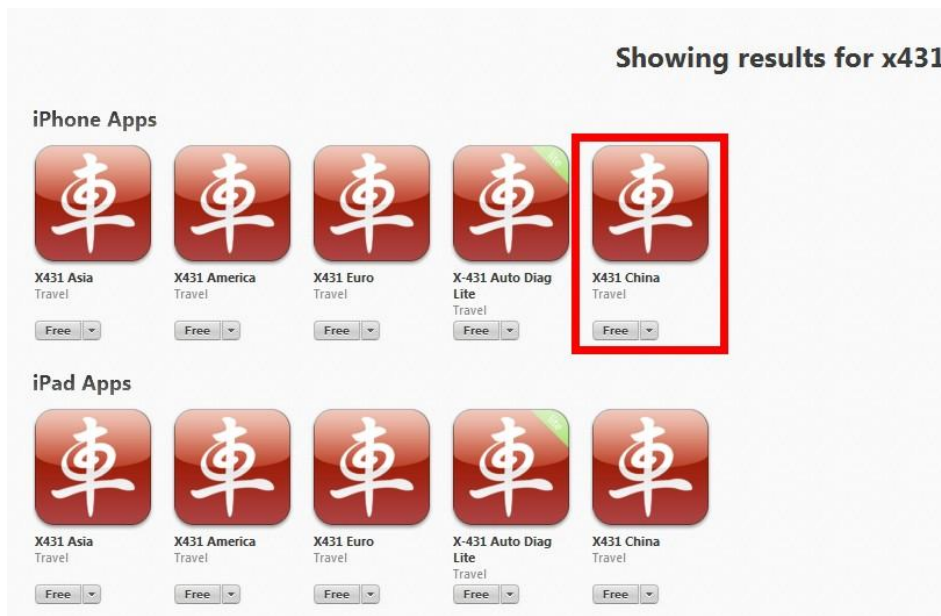 Showing results for x431
iPhone Apps
車 車 車 車 lite 車
X431 Asia X431 America X431 Euro X-431 Auto Diag X431 China
Travel Travel Travel Lite Travel
Travel
Free Free Free Free Free
iPad Apps
車 車 車 車 lite 車
X431 Asia X431 America X431 Euro X-431 Auto Diag X431 China
Travel Travel Travel Lite Travel
Travel
Free Free Free Free Free